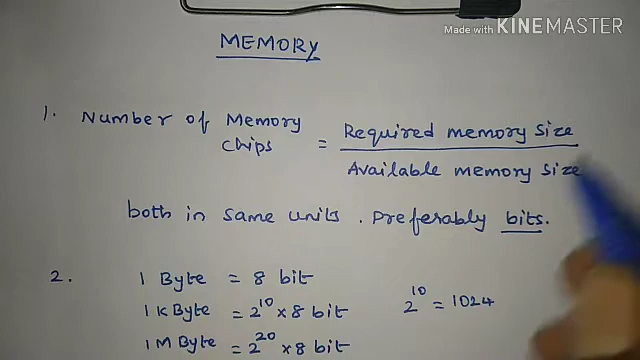 Made with KINEMASTER
MEMORY
1. Number of Memory Chips = Required memory size / Available memory size
both in same units. Preferably bits.
2. 1 Byte = 8 bit
1 K Byte = 2^10 × 8 bit 2^10 = 1024
1 M Byte = 2^20 × 8 bit